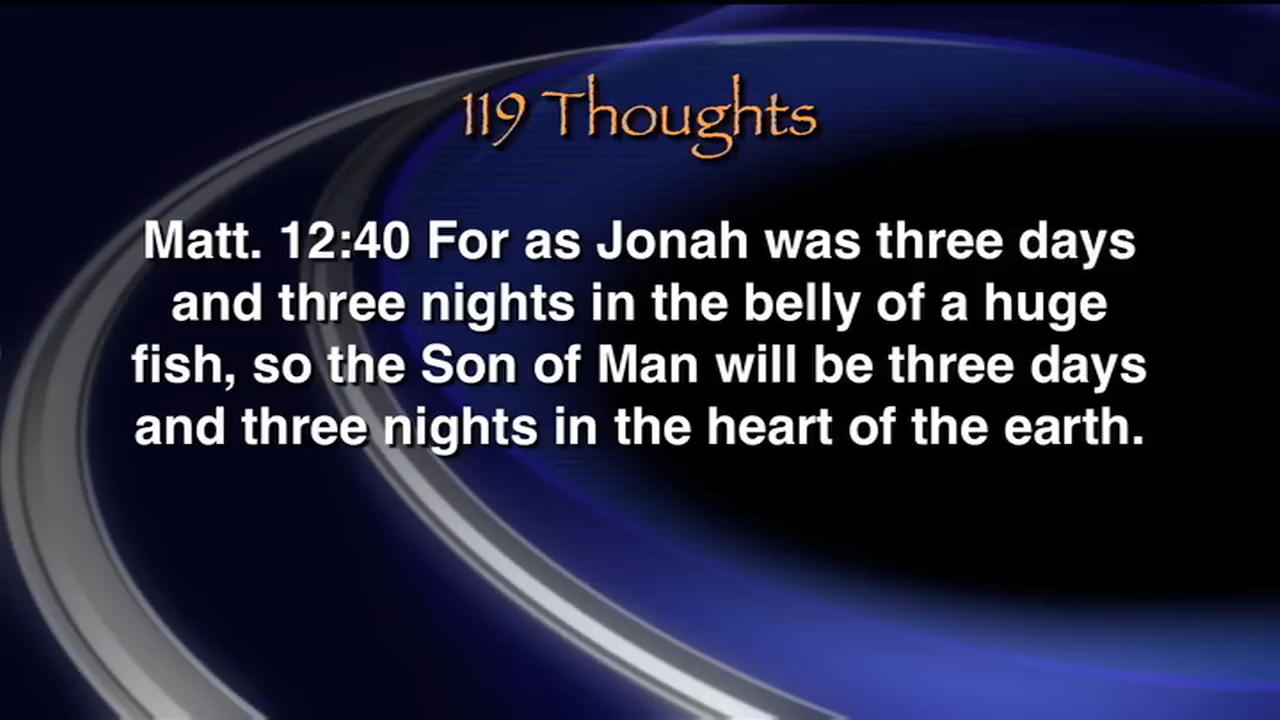 119 Thoughts
Matt. 12:40 For as Jonah was three days
and three nights in the belly of a huge
fish, so the Son of Man will be three days
and three nights in the heart of the earth.